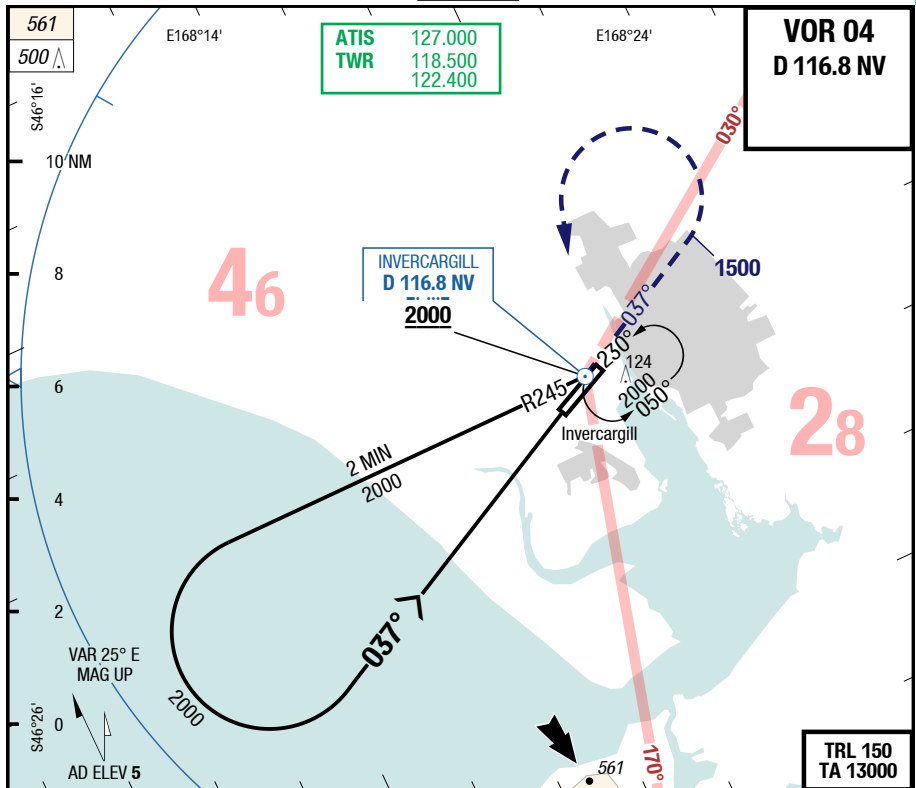 561
500
E168°14'
ATIS 127.000
TWR 118.500
122.400
E168°24'
VOR 04
D 116.8 NV
S46°16'
030°
10 NM
8
6
4
2
0
46
1500
INVERCARGILL
D 116.8 NV
2000
037°
230°
124
2000
050°
R245
Invercargill
28
2 MIN
2000
037°
2000
VAR 25° E
MAG UP
S46°26'
AD ELEV 5
561
170°
TRL 150
TA 13000